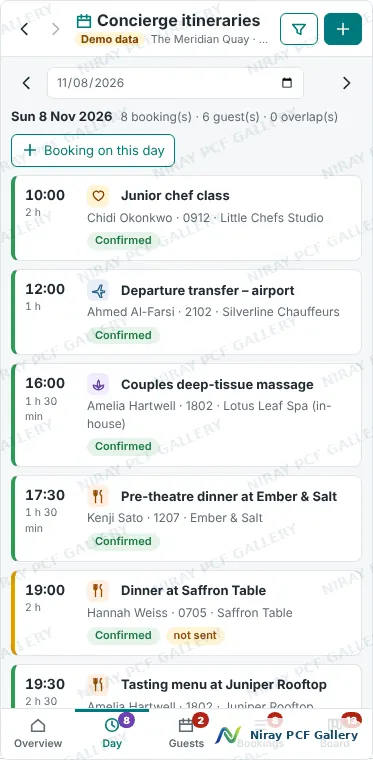 Concierge itineraries
Demo data The Meridian Quay · ...
11/08/2026
Sun 8 Nov 2026 8 booking(s) · 6 guest(s) · 0 overlap(s)
Booking on this day
10:00 Junior chef class
2 h Chidi Okonkwo · 0912 · Little Chefs Studio
Confirmed
12:00 Departure transfer – airport
1 h Ahmed Al-Farsi · 2102 · Silverline Chauffeurs
Confirmed
16:00 Couples deep-tissue massage
1 h 30 Amelia Hartwell · 1802 · Lotus Leaf Spa (in-
min house)
Confirmed
17:30 Pre-theatre dinner at Ember & Salt
1 h 30 Kenji Sato · 1207 · Ember & Salt
min
Confirmed
19:00 Dinner at Saffron Table
2 h Hannah Weiss · 0705 · Saffron Table
Confirmed not sent
19:30 Tasting menu at Juniper Rooftop
2 h 30 Amelia Hartwell · 1802 · Juniper Rooftop
8 2
Overview Day Guests Bookings Board
Niray PCF Gallery
NIRAY PCF GALLERY